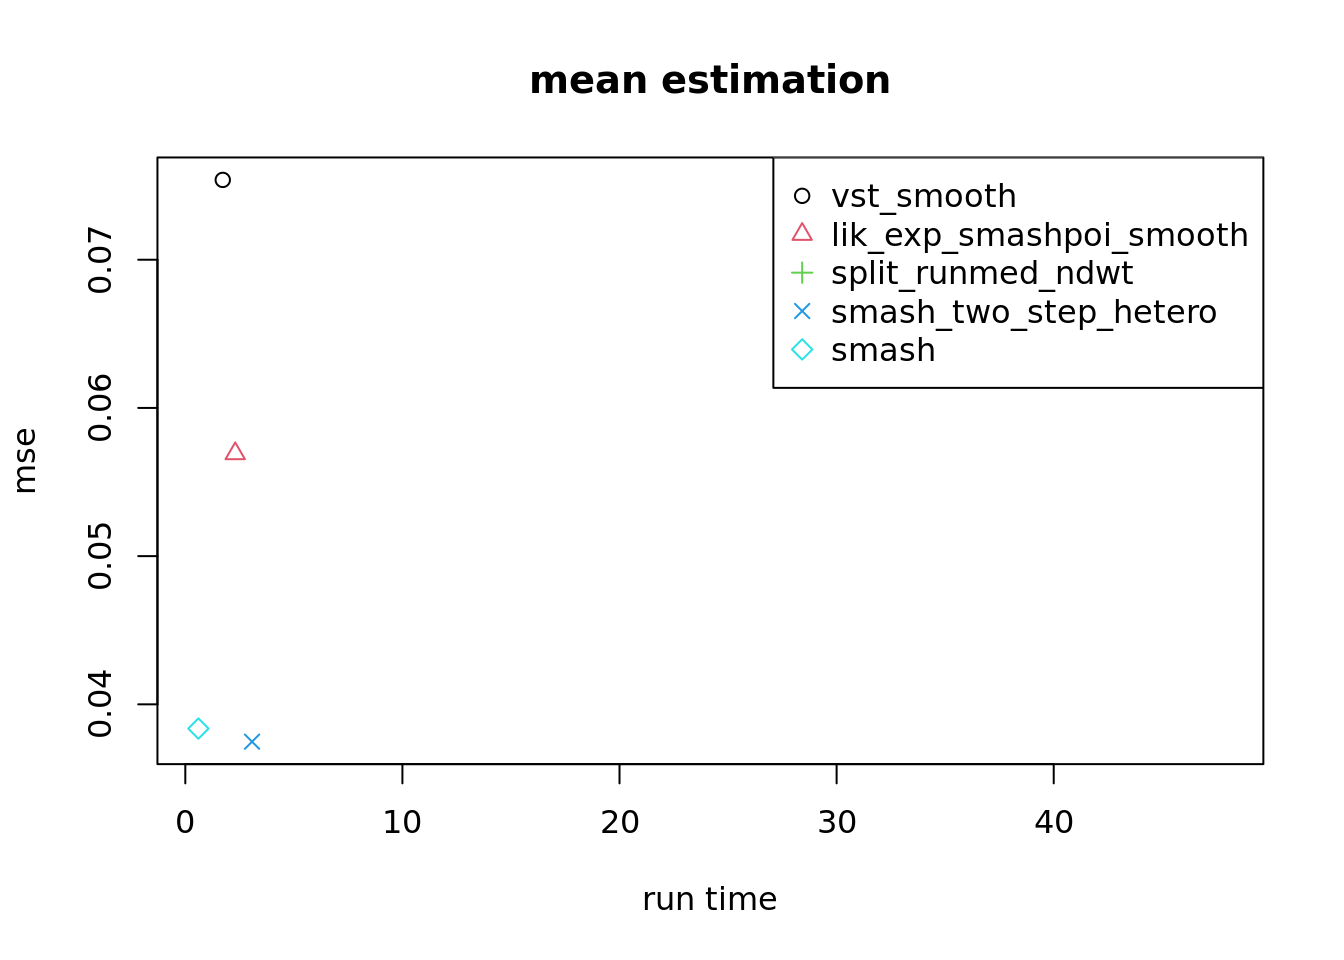 mean estimation
vst_smooth
lik_exp_smashpoi_smooth
split_runmed_ndwt
smash_two_step_hetero
smash
mse
0.07
0.06
0.05
0.04
0 10 20 30 40
run time